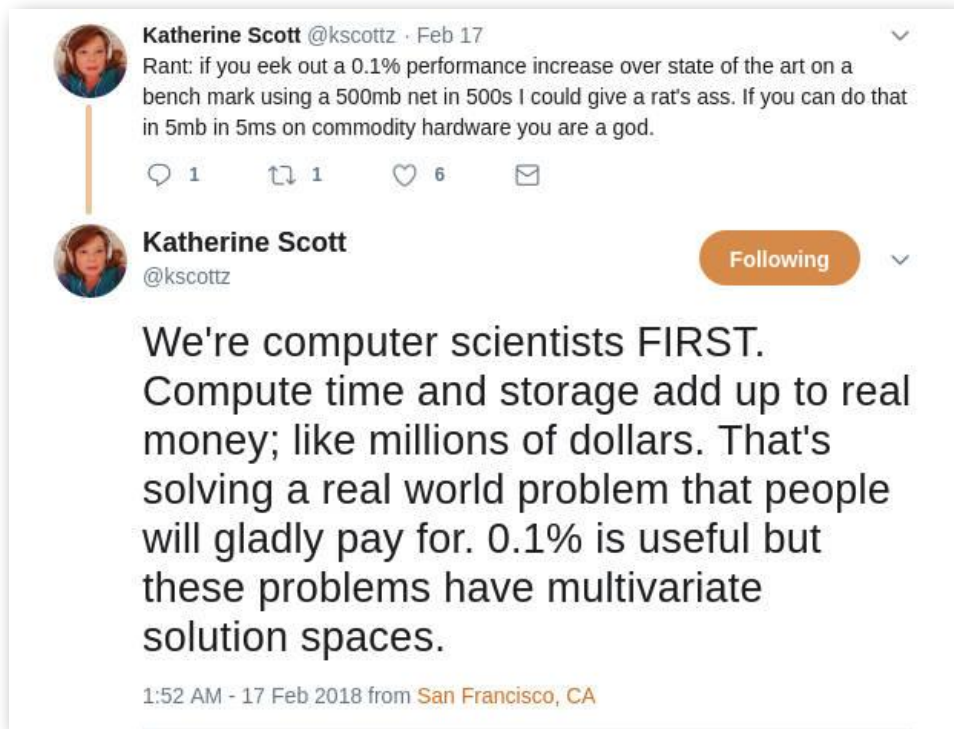 Katherine Scott @kscottz · Feb 17
Rant: if you eek out a 0.1% performance increase over state of the art on a
bench mark using a 500mb net in 500s I could give a rat's ass. If you can do that
in 5mb in 5ms on commodity hardware you are a god.
1 1 6
Katherine Scott
@kscottz
Following
We're computer scientists FIRST.
Compute time and storage add up to real
money; like millions of dollars. That's
solving a real world problem that people
will gladly pay for. 0.1% is useful but
these problems have multivariate
solution spaces.
1:52 AM - 17 Feb 2018 from San Francisco, CA